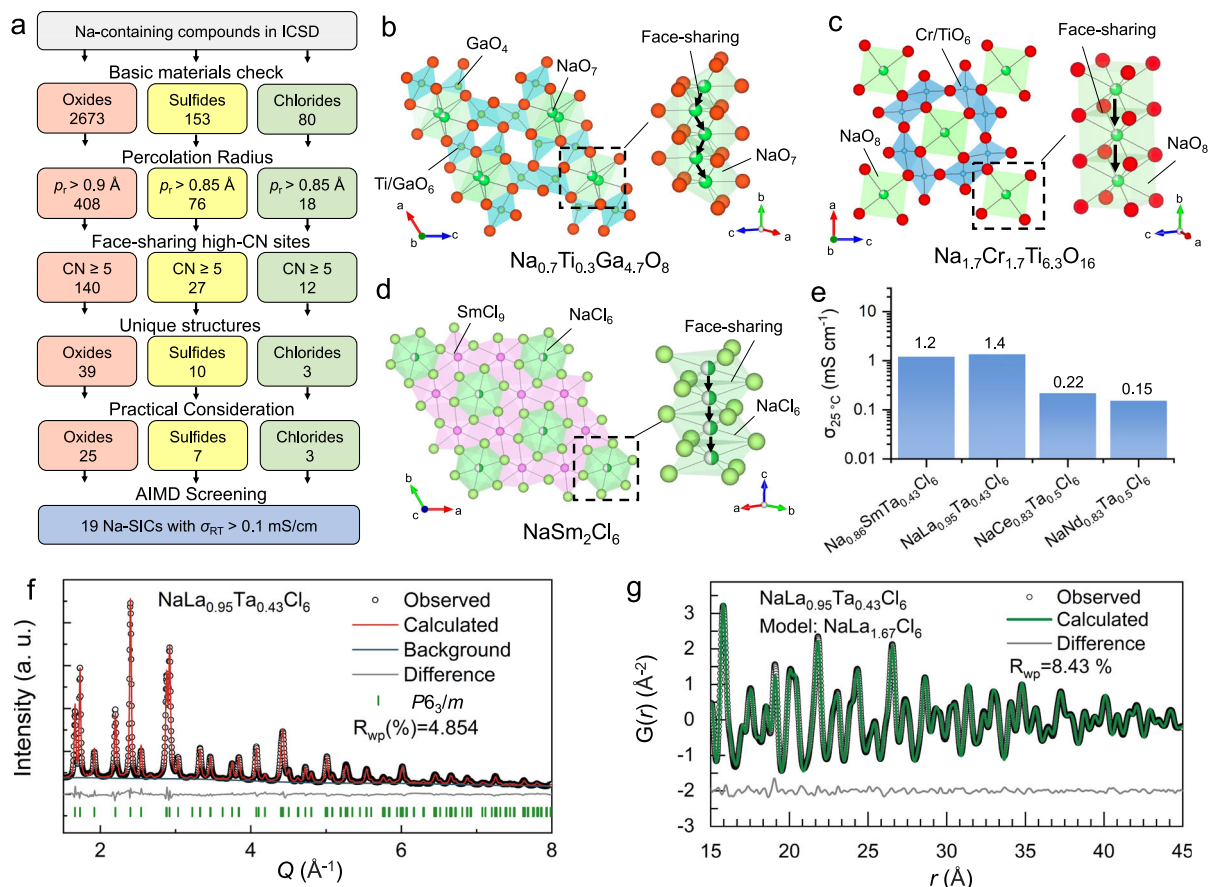 a
Na-containing compounds in ICSD
Basic materials check
Oxides
2673
Sulfides
153
Chlorides
80
Percolation Radius
pr > 0.9 Å
408
pr > 0.85 Å
76
pr > 0.85 Å
18
Face-sharing high-CN sites
CN ≥ 5
140
CN ≥ 5
27
CN ≥ 5
12
Unique structures
Oxides
39
Sulfides
10
Chlorides
3
Practical Consideration
Oxides
25
Sulfides
7
Chlorides
3
AIMD Screening
19 Na-SICs with σRT > 0.1 mS/cm
b
GaO4
NaO7
Face-sharing
Ti/GaO6
NaO7
a
b
c
b
c
a
Na0.7Ti0.3Ga4.7O8
c
Cr/TiO6
Face-sharing
NaO8
NaO8
a
b
c
b
c
a
Na1.7Cr1.7Ti6.3O16
d
SmCl9
NaCl6
Face-sharing
NaCl6
b
c
a
c
a
b
NaSm2Cl6
e
σ25 °C (mS cm-1)
10
1
0.1
0.01
1.2
1.4
0.22
0.15
Na0.86SmTa0.43Cl6
NaLa0.95Ta0.43Cl6
NaCe0.83Ta0.5Cl6
NaNd0.83Ta0.5Cl6
f
NaLa0.95Ta0.43Cl6
Observed
Calculated
Background
Difference
P63/m
Rwp(%)=4.854
Intensity (a. u.)
2
4
6
8
Q (Å-1)
g
NaLa0.95Ta0.43Cl6
Model: NaLa1.67Cl6
Observed
Calculated
Difference
Rwp=8.43 %
G(r) (Å-2)
3
2
1
0
-1
-2
-3
15
20
25
30
35
40
45
r (Å)